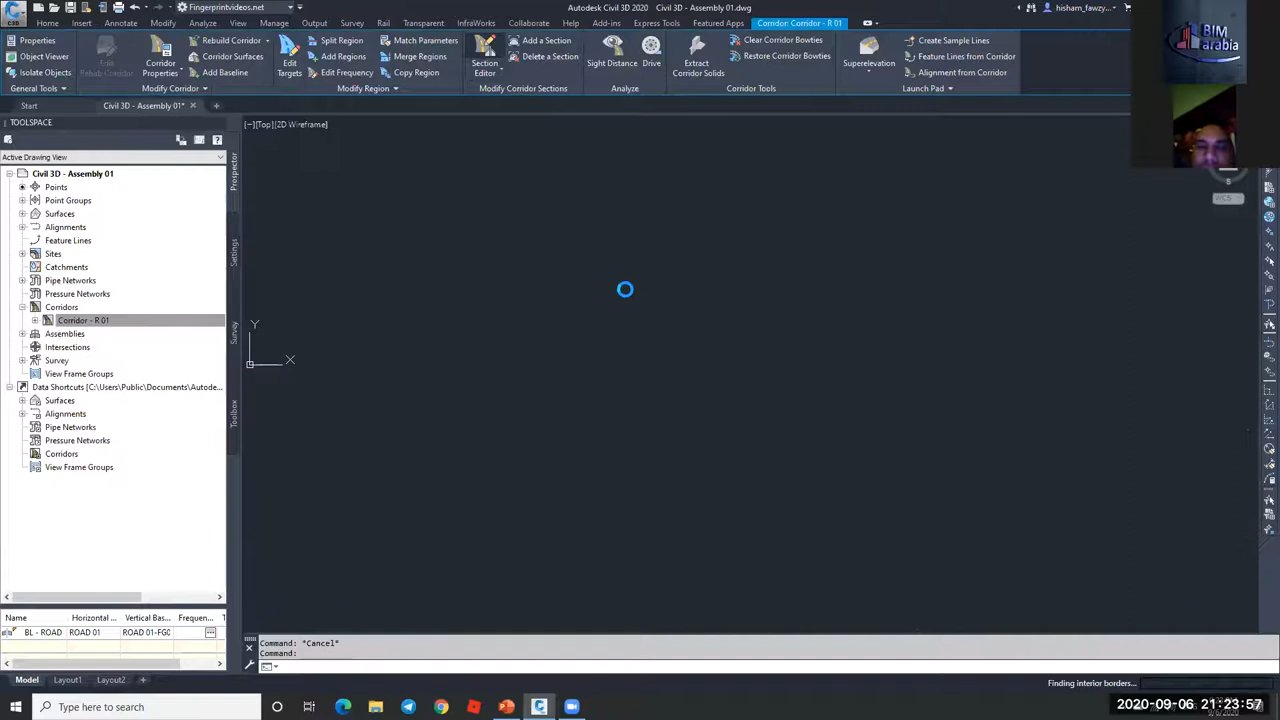 Fingerprintvideos.net
Autodesk Civil 3D 2020    Civil 3D - Assembly 01.dwg
hisham_fawzy...
Home Insert Annotate Modify Analyze View Manage Output Survey Rail Transparent InfraWorks Collaborate Help Add-ins Express Tools Featured Apps Corridor: Corridor - R 01
Properties
Object Viewer
Isolate Objects
General Tools
Edit
Rehab Corridor
Corridor
Properties
Rebuild Corridor
Corridor Surfaces
Add Baseline
Modify Corridor
Edit
Targets
Split Region
Add Regions
Edit Frequency
Match Parameters
Merge Regions
Copy Region
Modify Region
Section
Editor
Add a Section
Delete a Section
Modify Corridor Sections
Sight Distance
Drive
Analyze
Extract
Corridor Solids
Clear Corridor Bowties
Restore Corridor Bowties
Corridor Tools
Superelevation
Create Sample Lines
Feature Lines from Corridor
Alignment from Corridor
Launch Pad
BIM
arabia
Start
Civil 3D - Assembly 01*
TOOLSPACE
[−][Top][2D Wireframe]
Active Drawing View
Civil 3D - Assembly 01
Points
Point Groups
Surfaces
Alignments
Feature Lines
Sites
Catchments
Pipe Networks
Pressure Networks
Corridors
Corridor - R 01
Assemblies
Intersections
Survey
View Frame Groups
Data Shortcuts [C:\Users\Public\Documents\Autode...
Surfaces
Alignments
Pipe Networks
Pressure Networks
Corridors
View Frame Groups
Prospector
Settings
Survey
Toolbox
Y
X
WCS
Name Horizontal ... Vertical Bas... Frequen... T
BL - ROAD ROAD 01 ROAD 01-FG0
Command: *Cancel*
Command:
Model Layout1 Layout2
Finding interior borders...
Type here to search
2020-09-06 21:23:57
9/6/2020